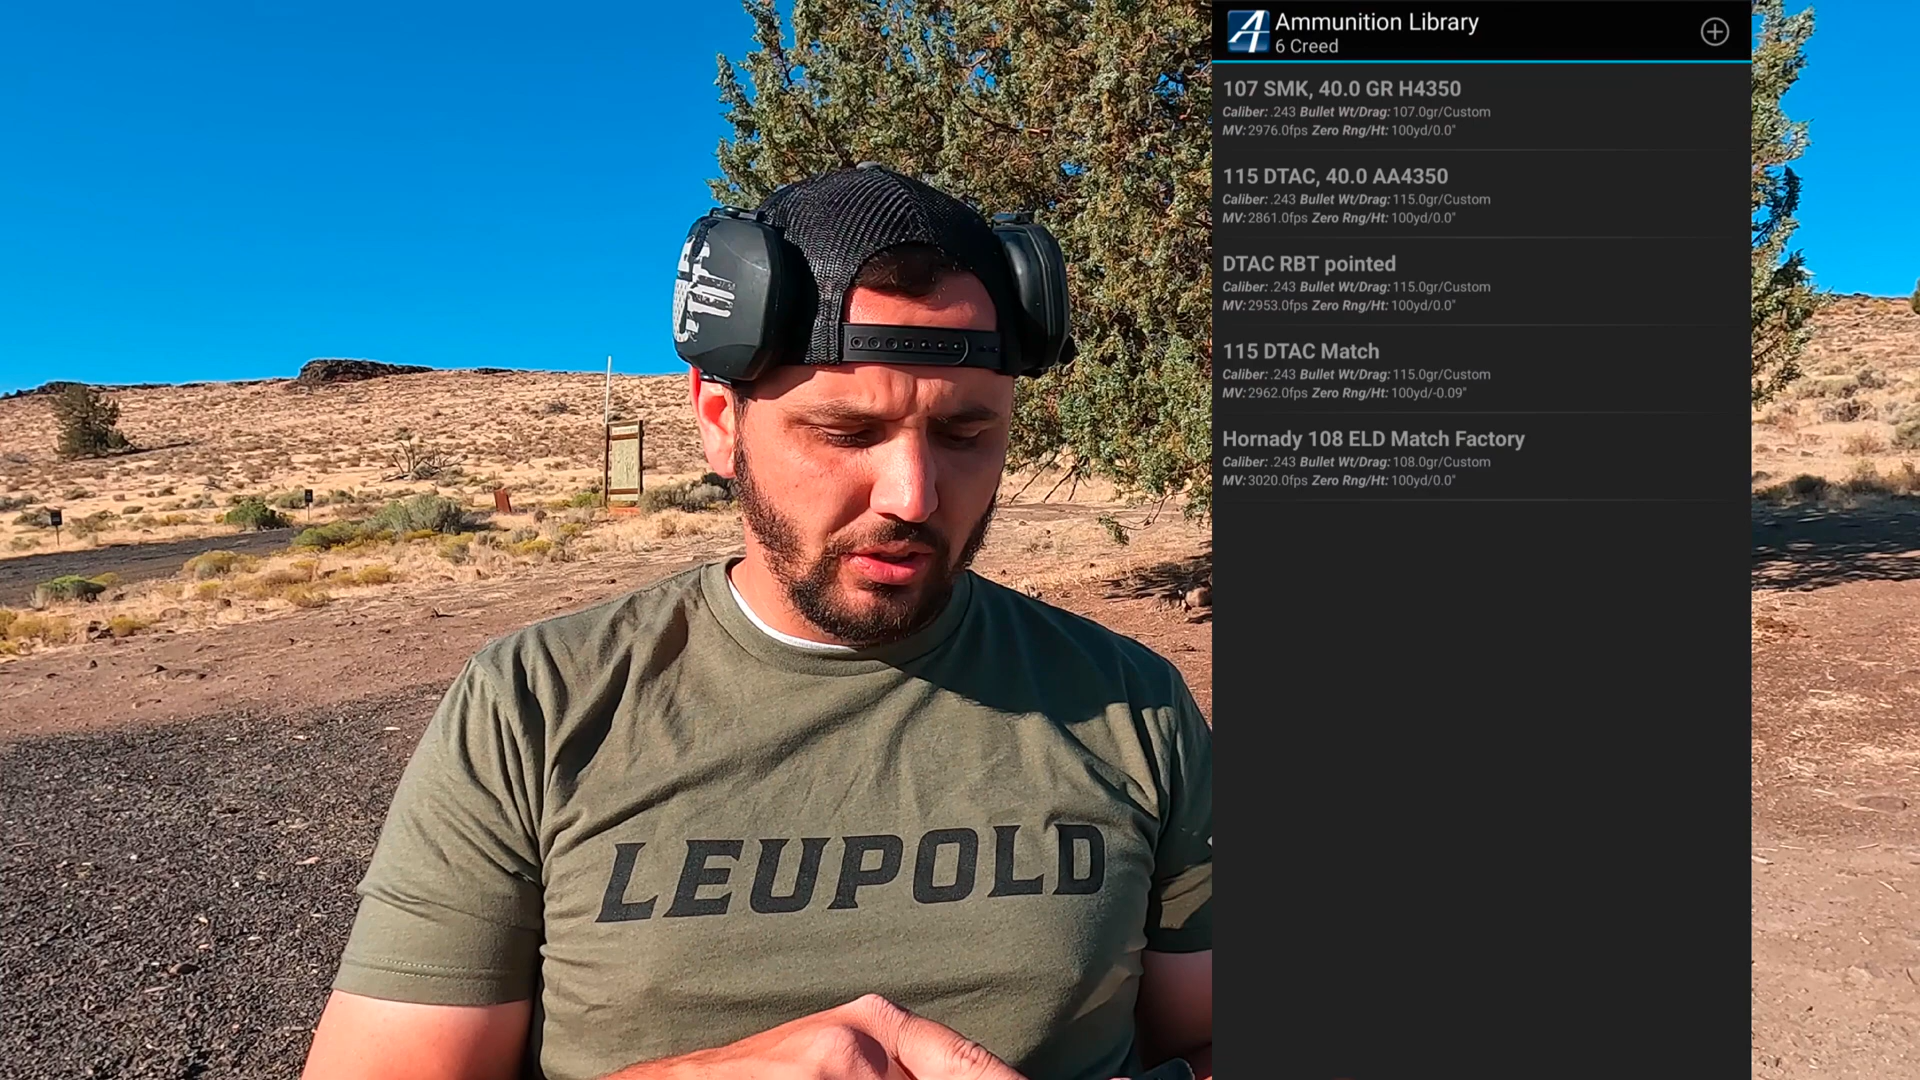 LEUPOLD
Ammunition Library
6 Creed
107 SMK, 40.0 GR H4350
Caliber: .243 Bullet Wt/Drag: 107.0gr/Custom
MV: 2976.0fps Zero Rng/Ht: 100yd/0.0"
115 DTAC, 40.0 AA4350
Caliber: .243 Bullet Wt/Drag: 115.0gr/Custom
MV: 2861.0fps Zero Rng/Ht: 100yd/0.0"
DTAC RBT pointed
Caliber: .243 Bullet Wt/Drag: 115.0gr/Custom
MV: 2953.0fps Zero Rng/Ht: 100yd/0.0"
115 DTAC Match
Caliber: .243 Bullet Wt/Drag: 115.0gr/Custom
MV: 2962.0fps Zero Rng/Ht: 100yd/-0.09"
Hornady 108 ELD Match Factory
Caliber: .243 Bullet Wt/Drag: 108.0gr/Custom
MV: 3020.0fps Zero Rng/Ht: 100yd/0.0"